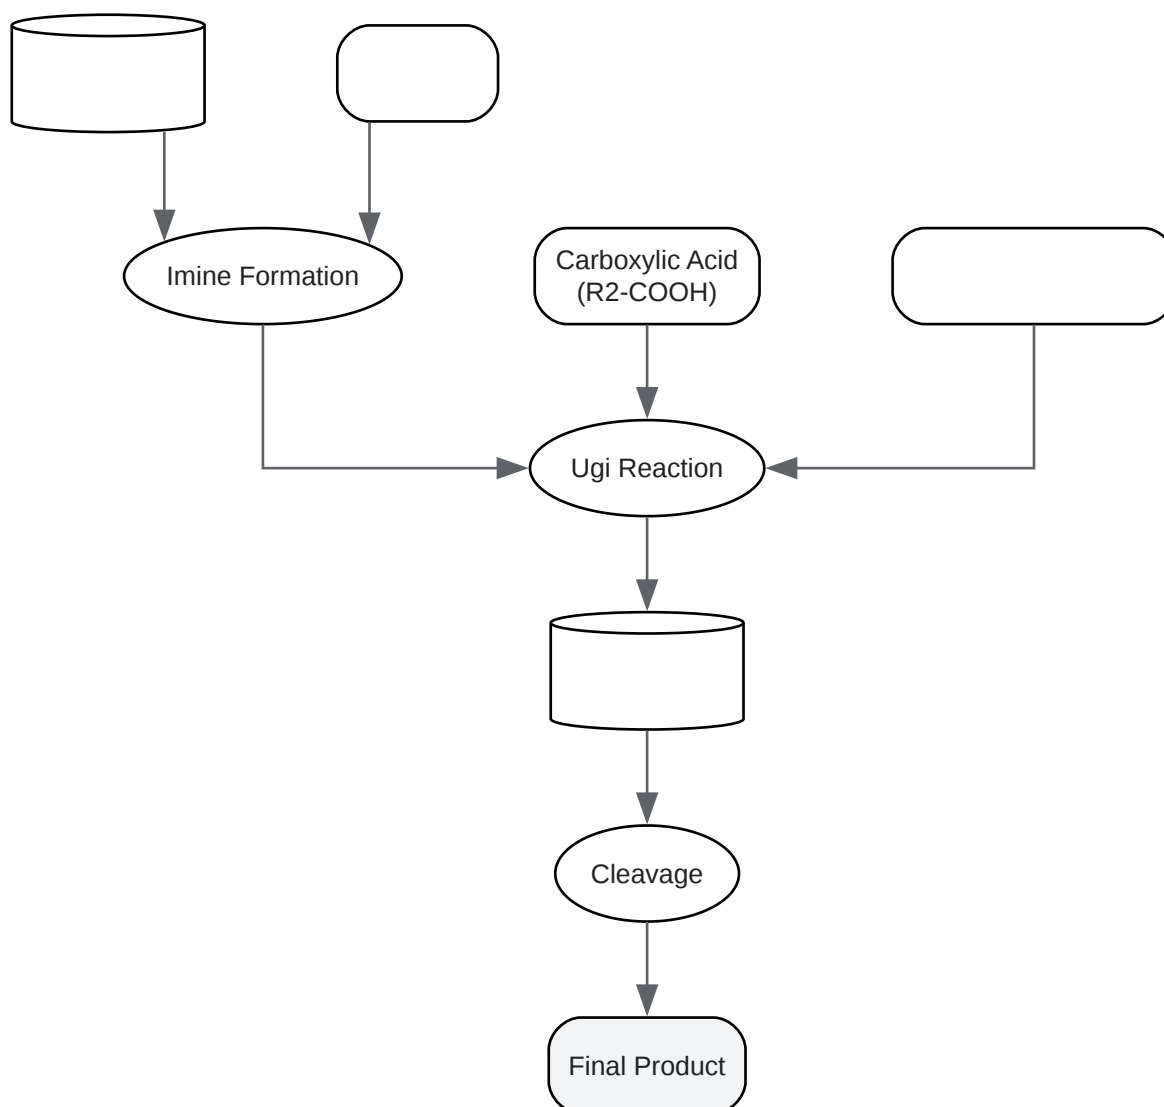 Imine Formation
Carboxylic Acid
(R2-COOH)
Ugi Reaction
Cleavage
Final Product